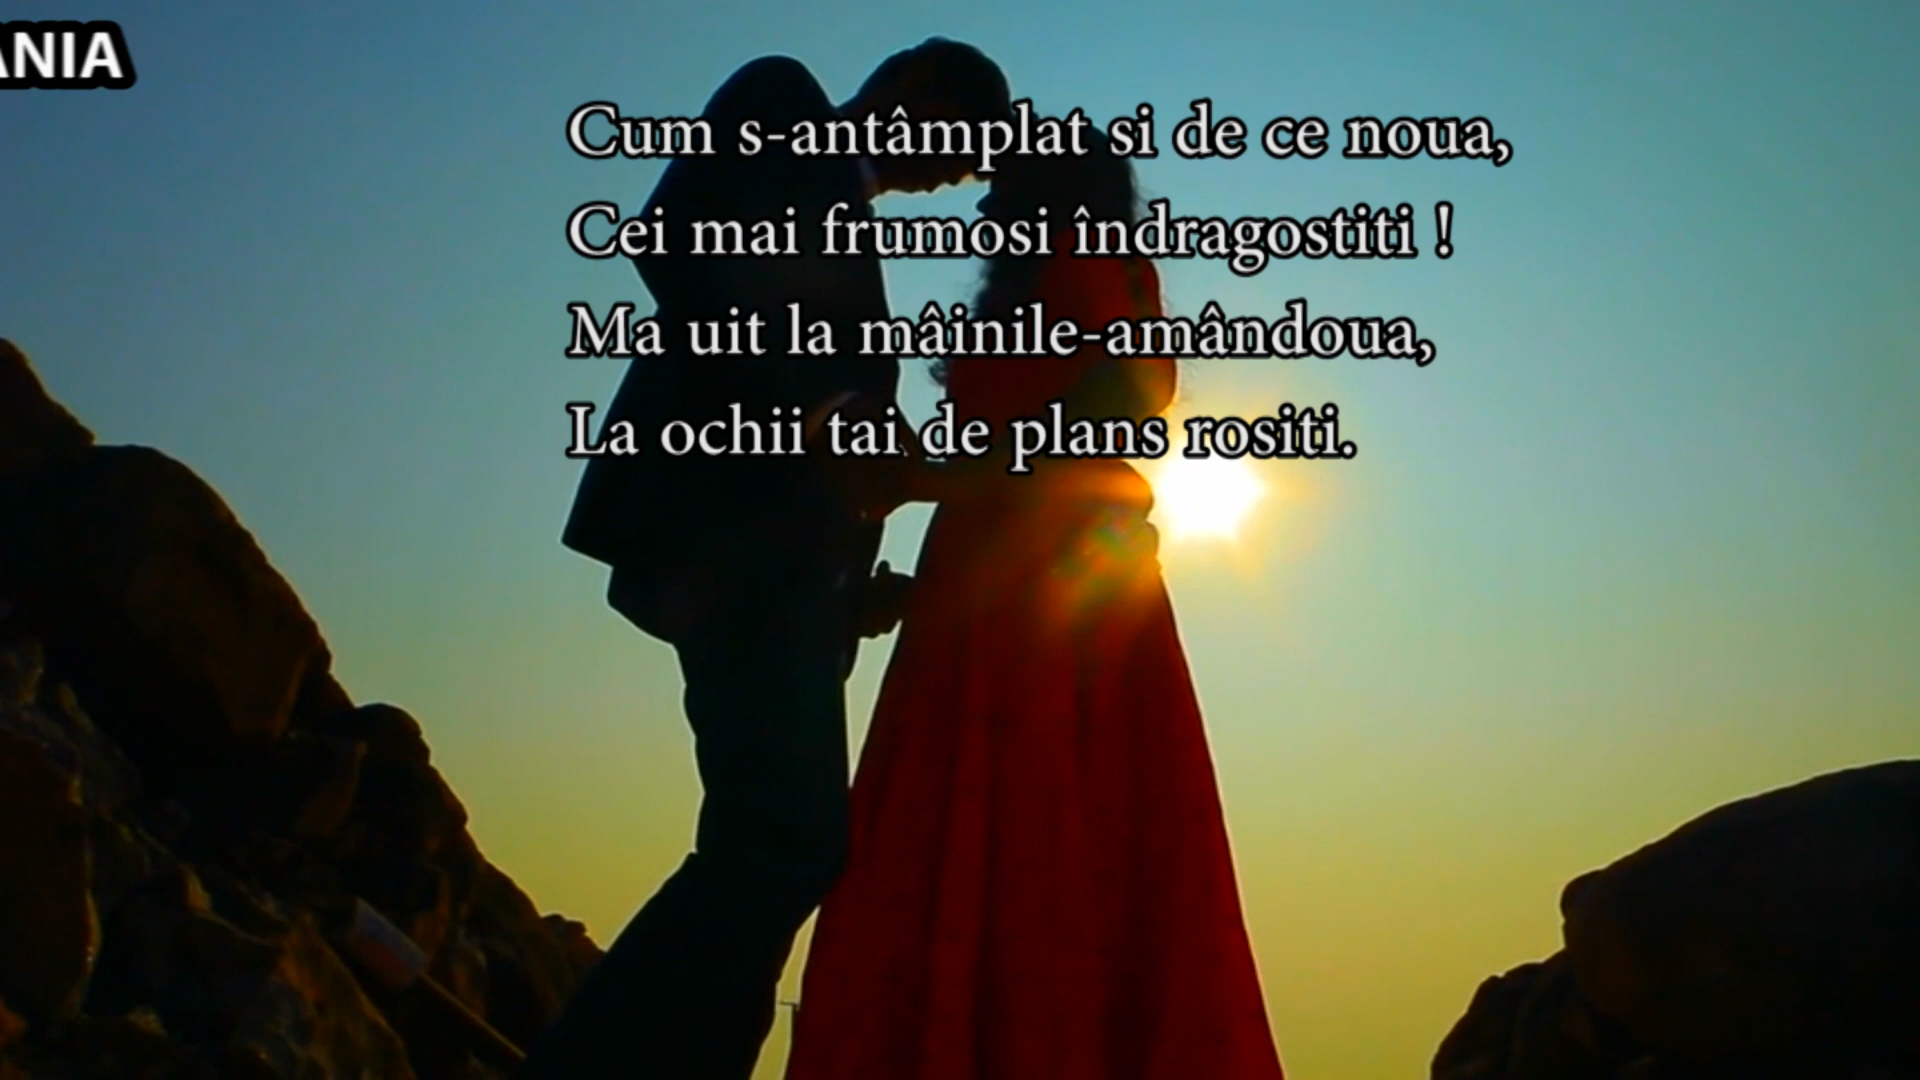 ANIA
Cum s-antâmplat si de ce noua,
Cei mai frumosi îndragostiti !
Ma uit la mâinile-amândoua,
La ochii tai de plans rositi.